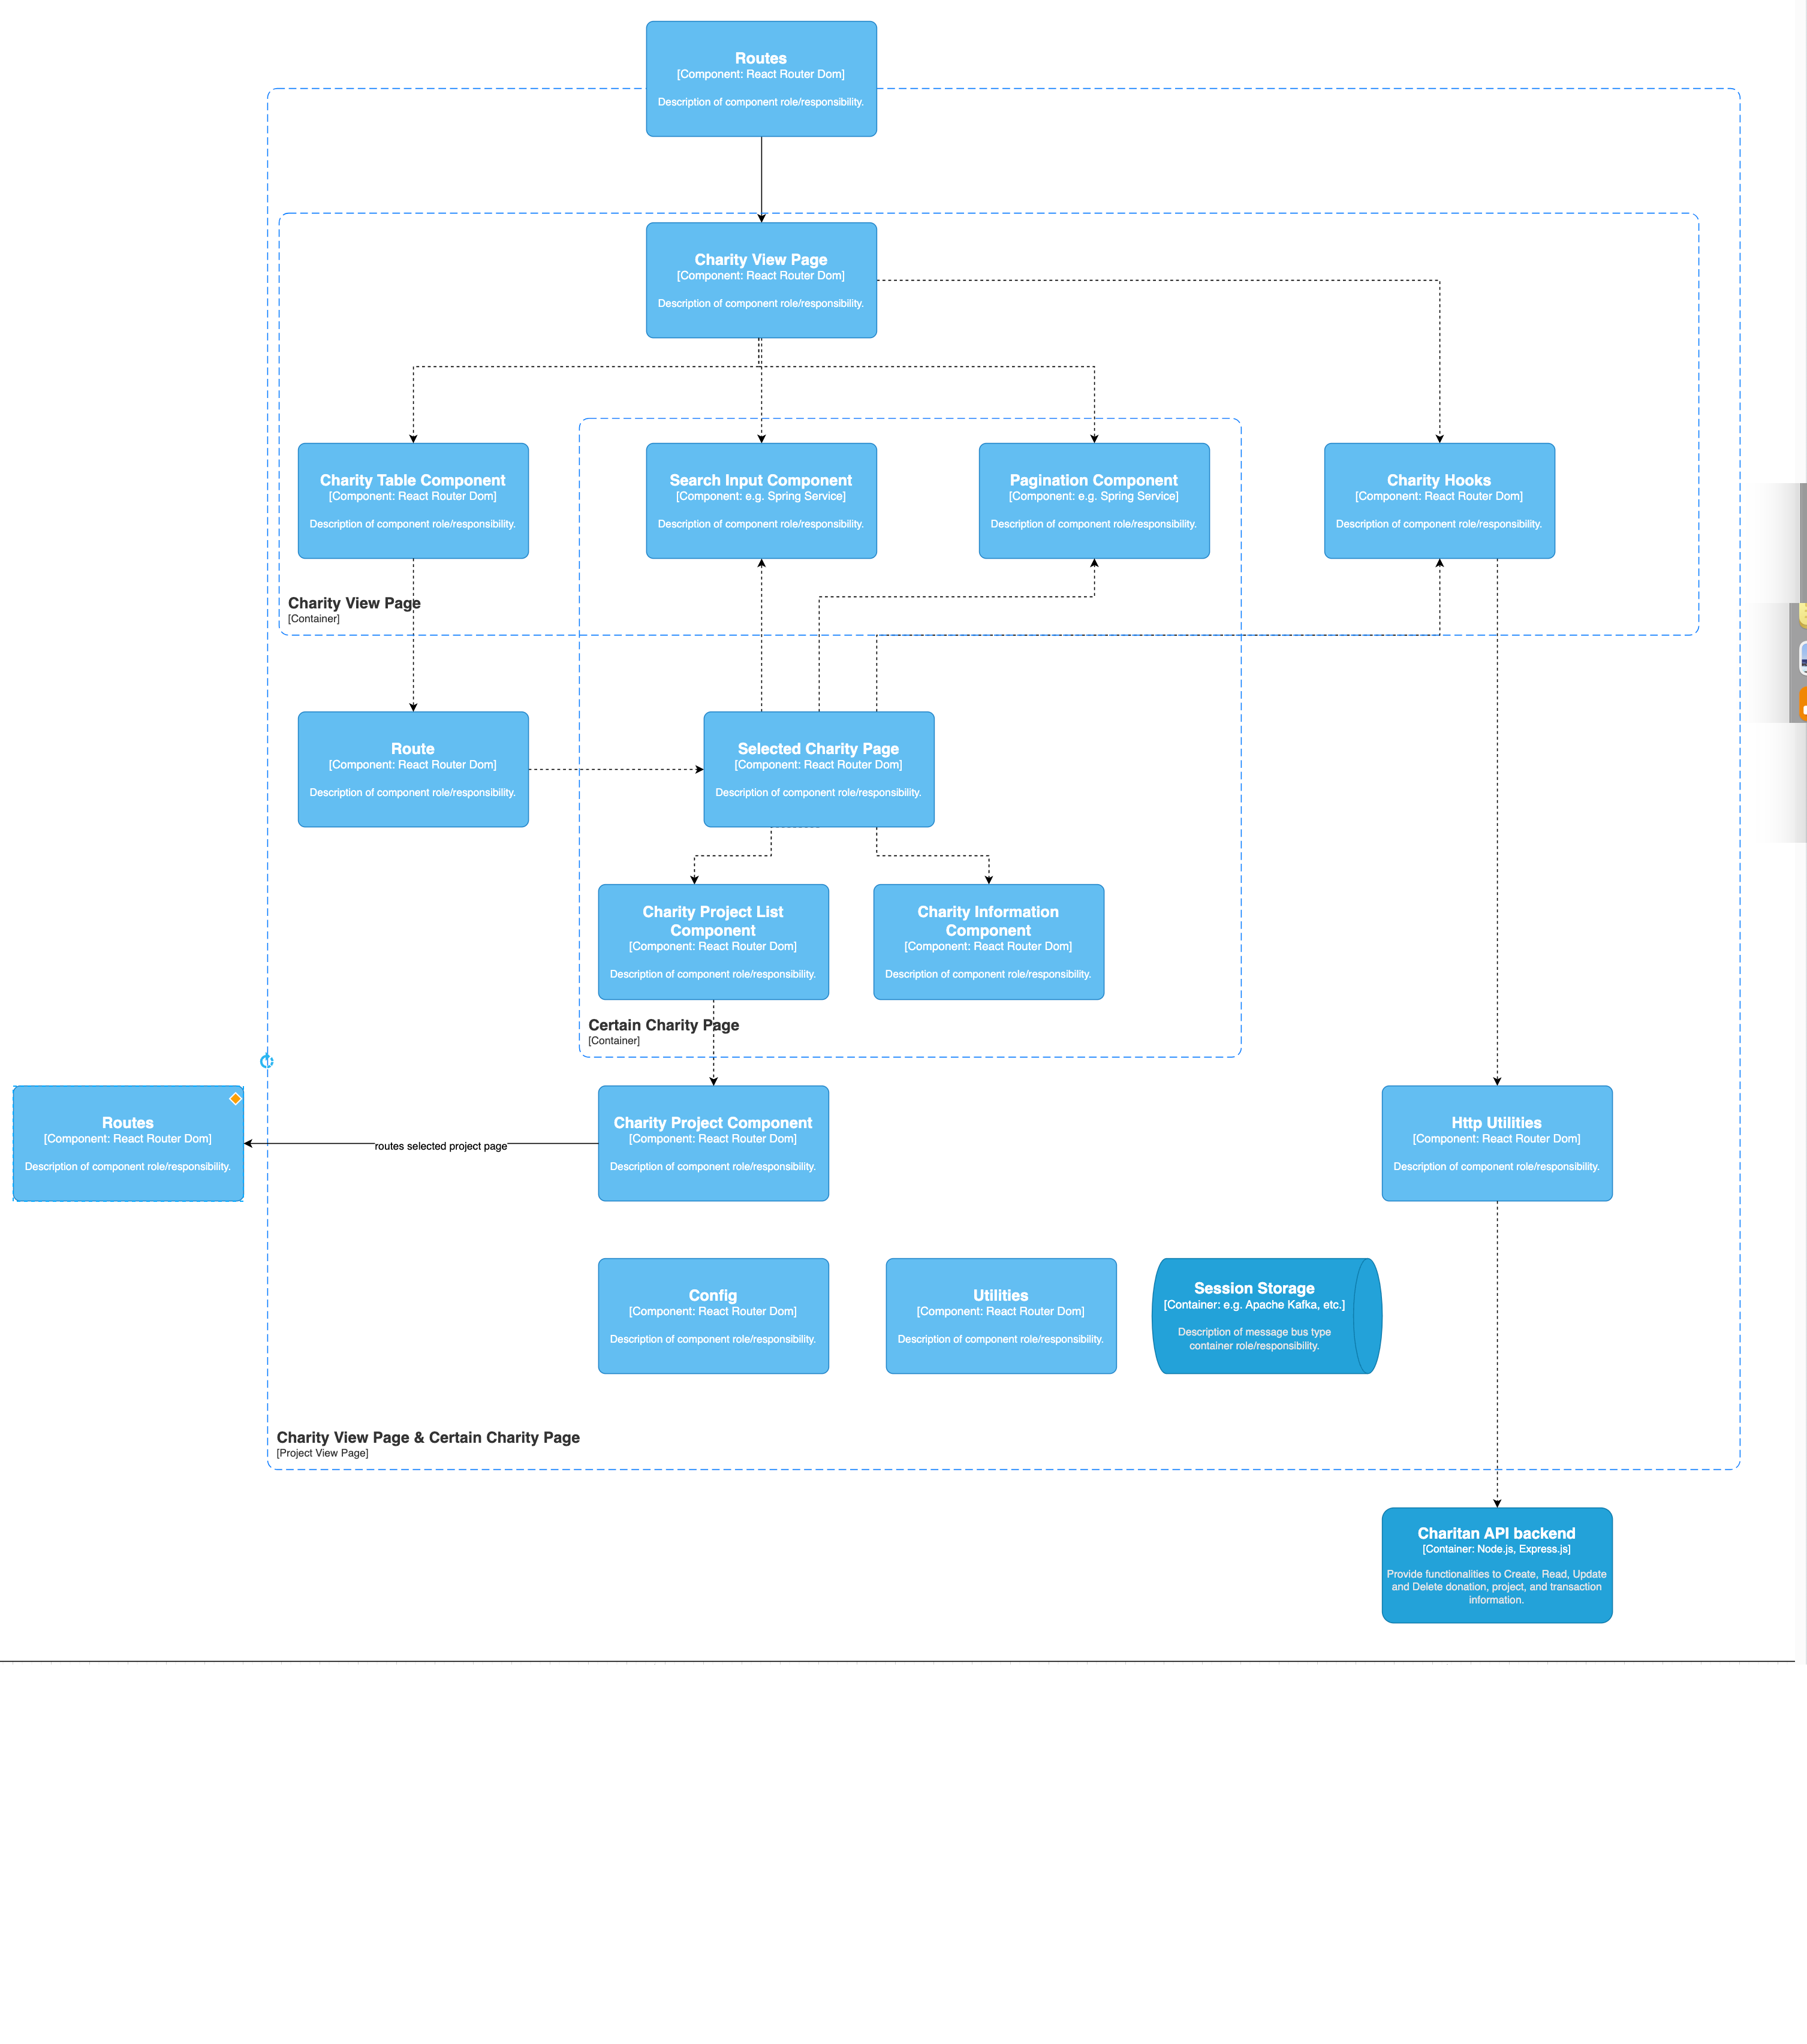 Routes
[Component: React Router Dom]
Description of component role/responsibility.
Charity View Page
[Component: React Router Dom]
Description of component role/responsibility.
Charity Table Component
[Component: React Router Dom]
Description of component role/responsibility.
Search Input Component
[Component: e.g. Spring Service]
Description of component role/responsibility.
Pagination Component
[Component: e.g. Spring Service]
Description of component role/responsibility.
Charity Hooks
[Component: React Router Dom]
Description of component role/responsibility.
Charity View Page
[Container]
Route
[Component: React Router Dom]
Description of component role/responsibility.
Selected Charity Page
[Component: React Router Dom]
Description of component role/responsibility.
Charity Project List
Component
[Component: React Router Dom]
Description of component role/responsibility.
Charity Information
Component
[Component: React Router Dom]
Description of component role/responsibility.
Certain Charity Page
[Container]
Routes
[Component: React Router Dom]
Description of component role/responsibility.
routes selected project page
Charity Project Component
[Component: React Router Dom]
Description of component role/responsibility.
Http Utilities
[Component: React Router Dom]
Description of component role/responsibility.
Config
[Component: React Router Dom]
Description of component role/responsibility.
Utilities
[Component: React Router Dom]
Description of component role/responsibility.
Session Storage
[Container: e.g. Apache Kafka, etc.]
Description of message bus type
container role/responsibility.
Charity View Page & Certain Charity Page
[Project View Page]
Charitan API backend
[Container: Node.js, Express.js]
Provide functionalities to Create, Read, Update
and Delete donation, project, and transaction
information.